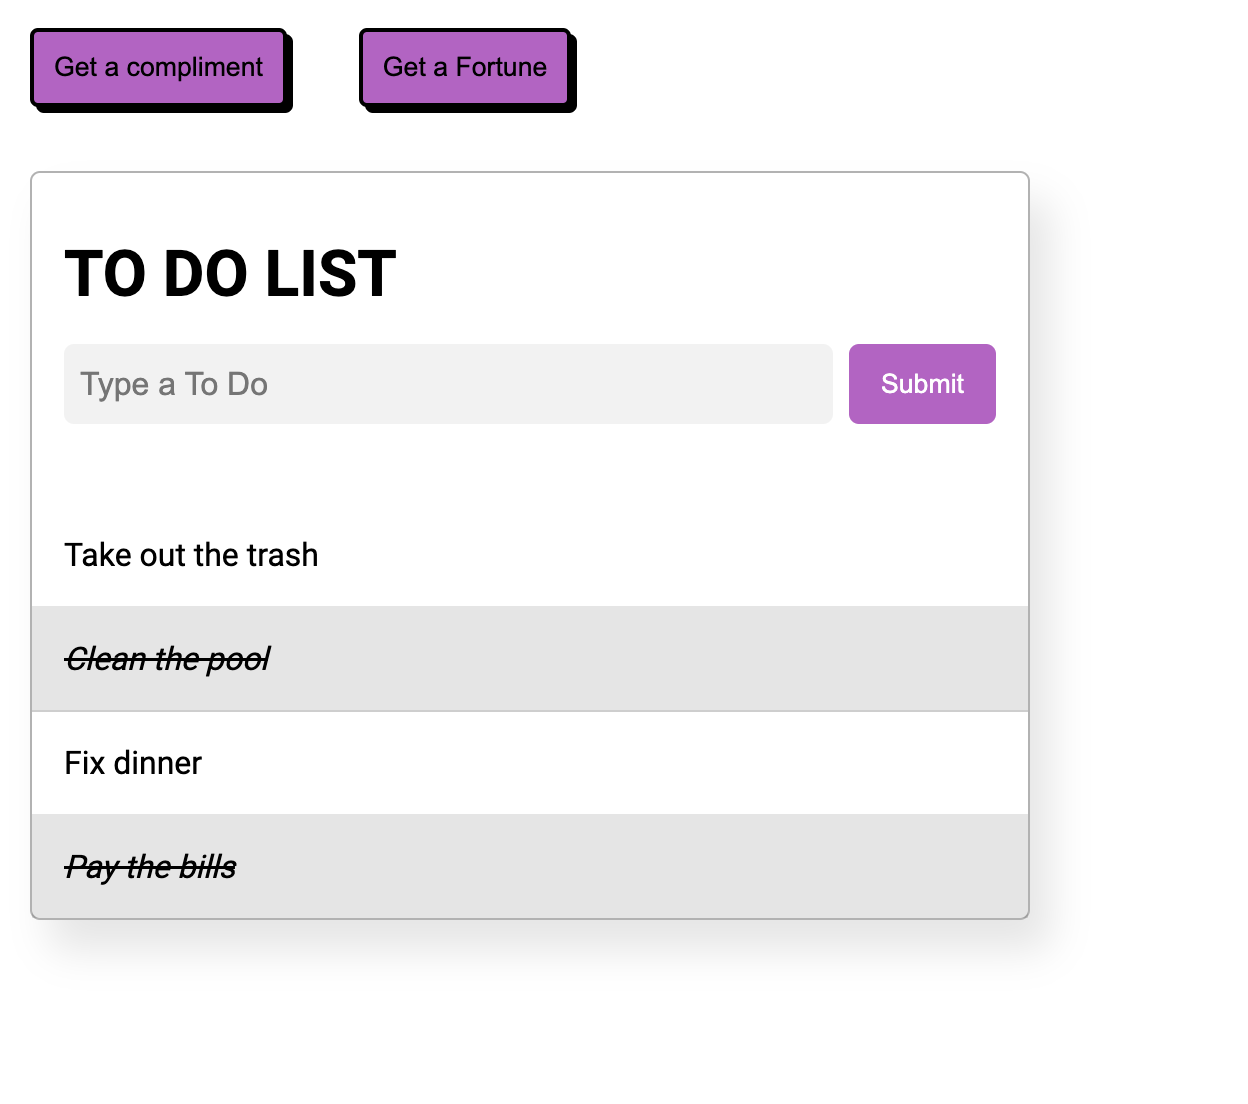 Get a compliment
Get a Fortune
TO DO LIST
Type a To Do
Submit
Take out the trash
Clean the pool
Fix dinner
Pay the bills